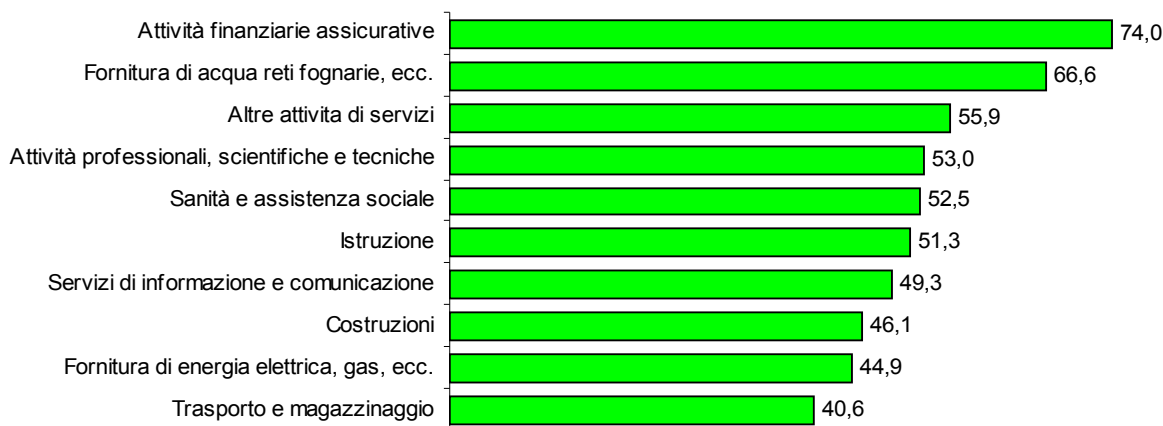 Attività finanziarie assicurative 74,0
Fornitura di acqua reti fognarie, ecc. 66,6
Altre attivita di servizi 55,9
Attività professionali, scientifiche e tecniche 53,0
Sanità e assistenza sociale 52,5
Istruzione 51,3
Servizi di informazione e comunicazione 49,3
Costruzioni 46,1
Fornitura di energia elettrica, gas, ecc. 44,9
Trasporto e magazzinaggio 40,6